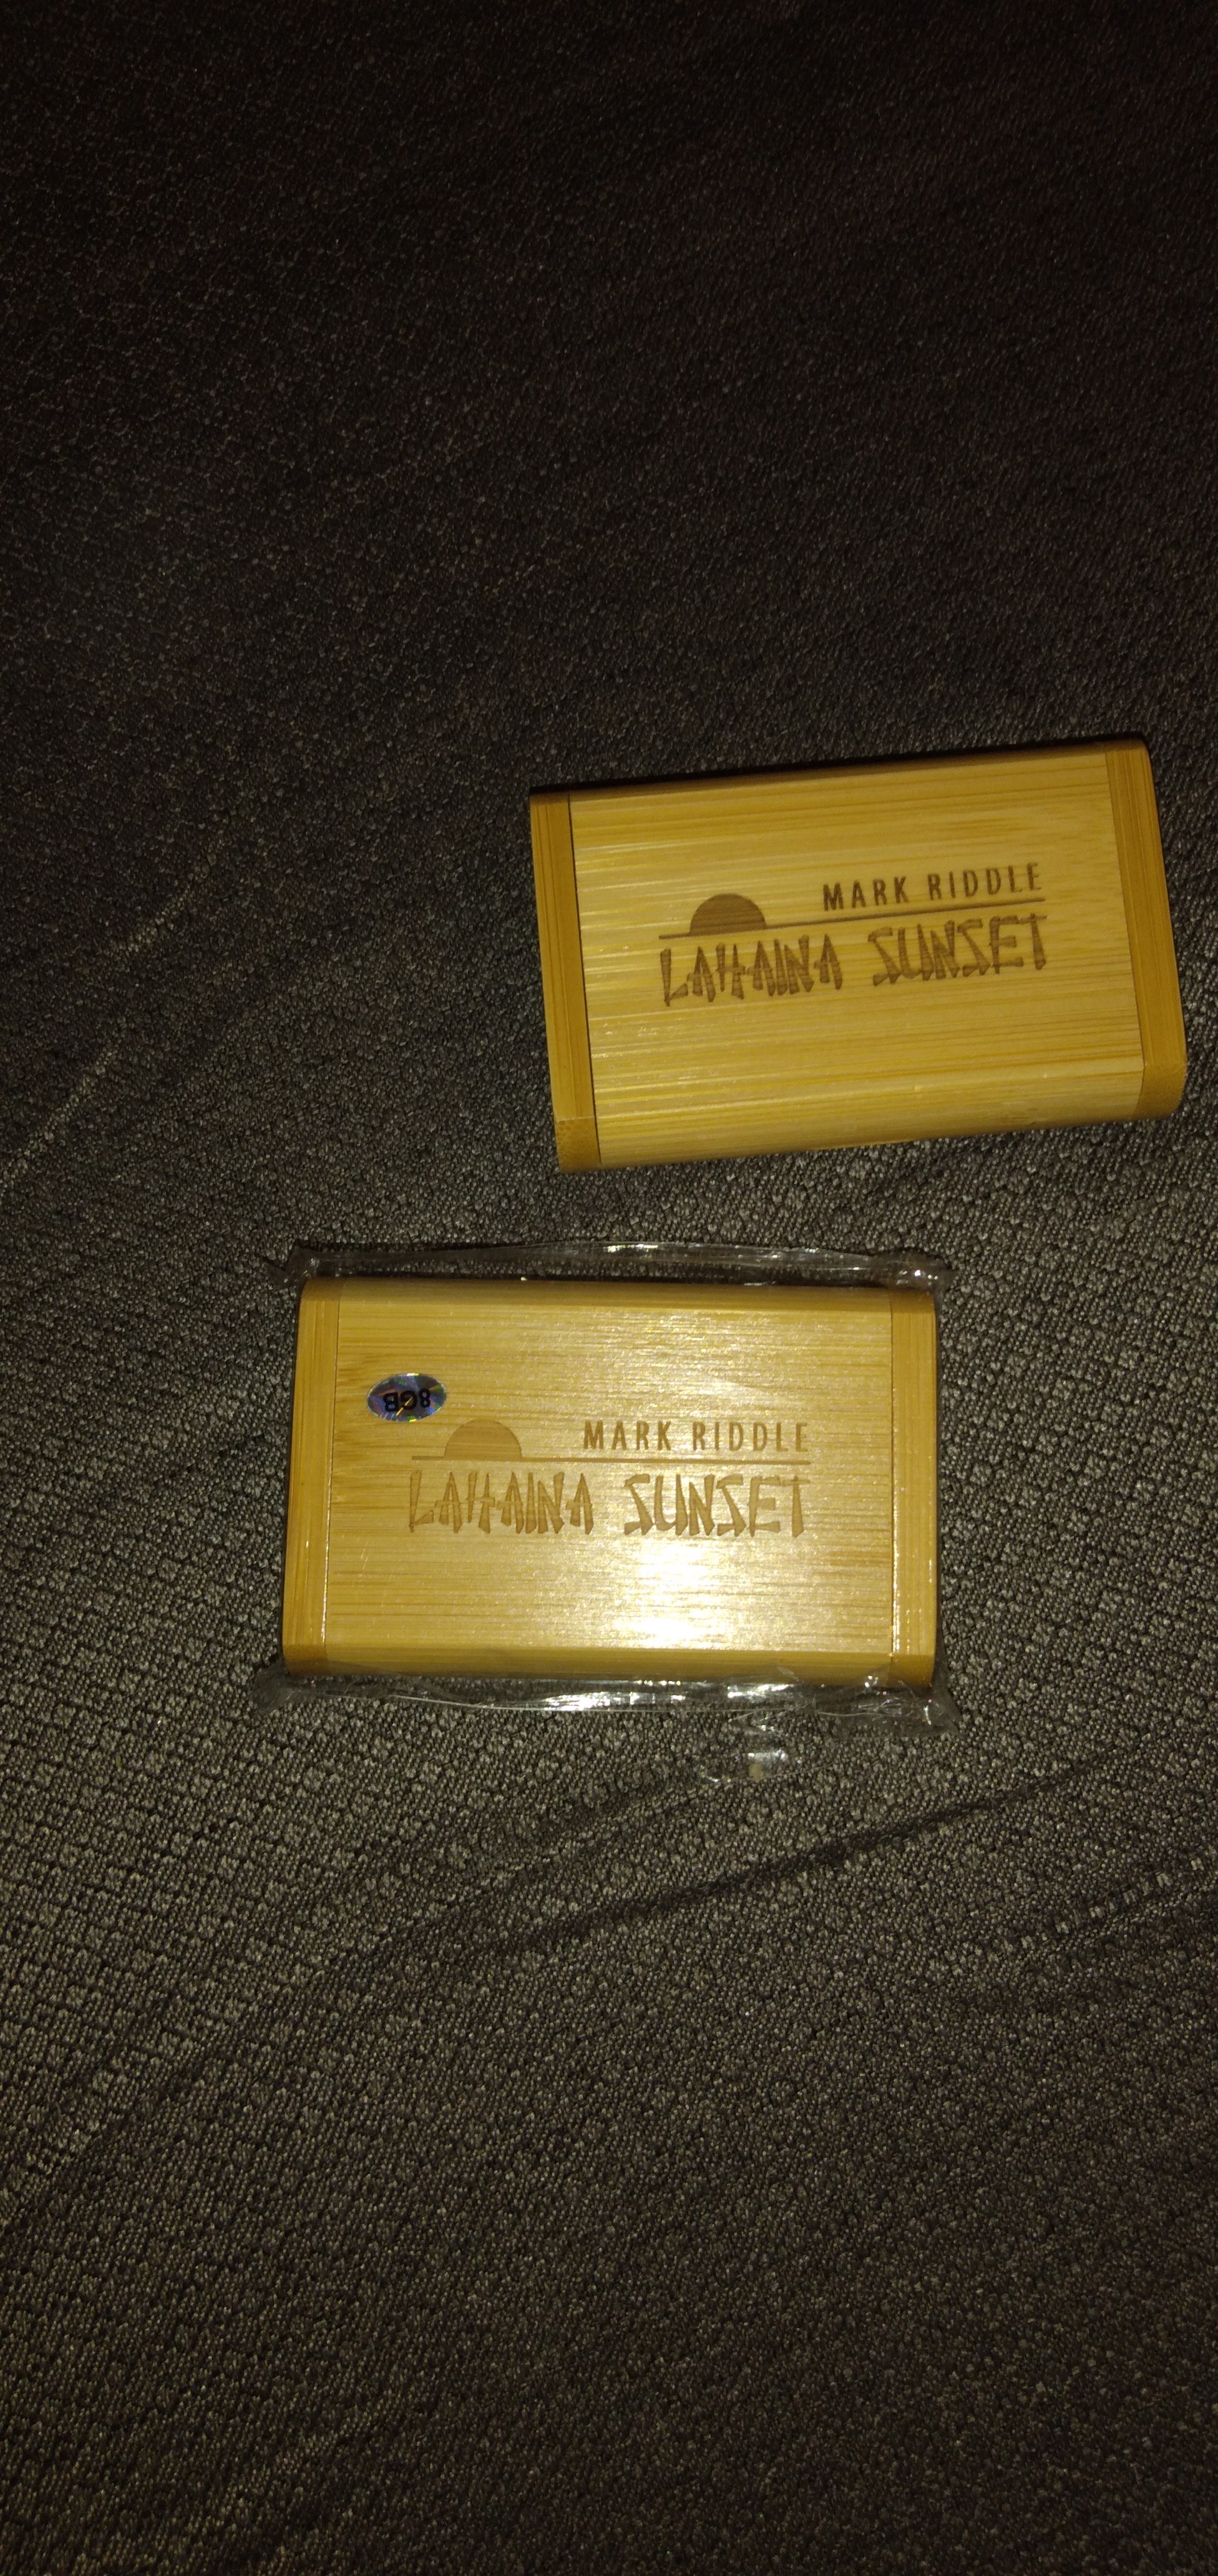 MARK RIDDLE
LAHAINA SUNSET
8GB
MARK RIDDLE
LAHAINA SUNSET